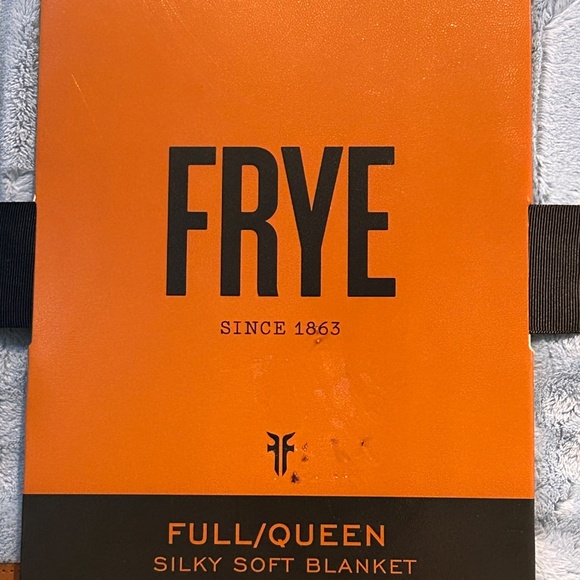 FRYE
SINCE 1863
FULL/QUEEN
SILKY SOFT BLANKET